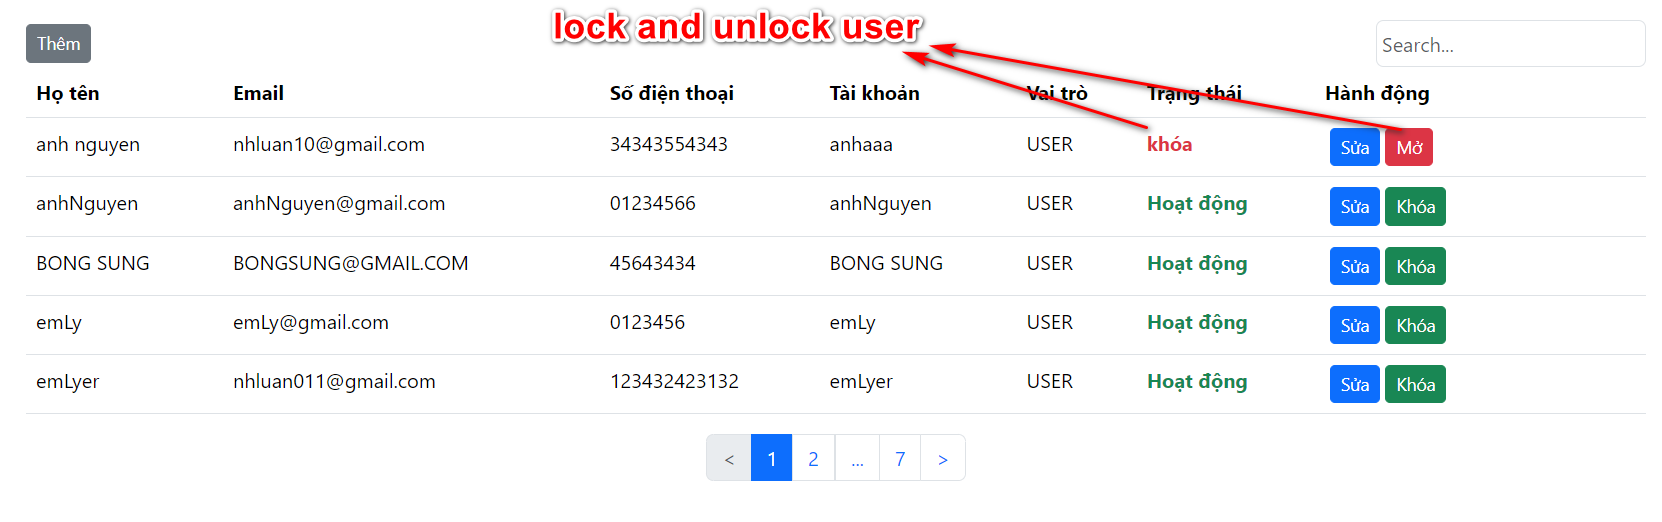 lock and unlock user
Thêm
Search...
Họ tên Email Số điện thoại Tài khoản Vai trò Trạng thái Hành động
anh nguyen nhluan10@gmail.com 34343554343 anhaaa USER khóa Sửa Mở
anhNguyen anhNguyen@gmail.com 01234566 anhNguyen USER Hoạt động Sửa Khóa
BONG SUNG BONGSUNG@GMAIL.COM 45643434 BONG SUNG USER Hoạt động Sửa Khóa
emLy emLy@gmail.com 0123456 emLy USER Hoạt động Sửa Khóa
emLyer nhluan011@gmail.com 123432423132 emLyer USER Hoạt động Sửa Khóa
< 1 2 ... 7 >